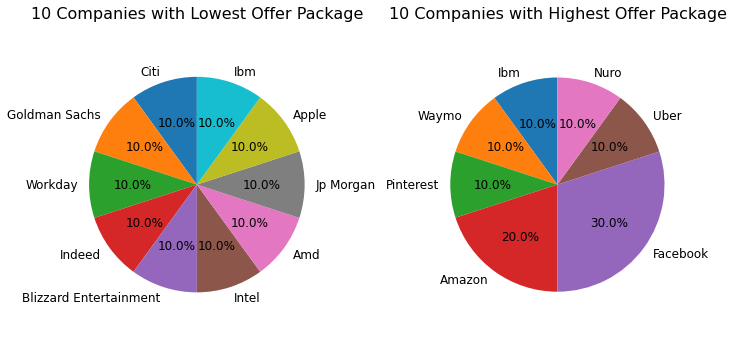 10 Companies with Lowest Offer Package
Citi
Ibm
Goldman Sachs
Apple
Workday
Jp Morgan
Indeed
Amd
Blizzard Entertainment
Intel
10.0%
10.0%
10.0%
10.0%
10.0%
10.0%
10.0%
10.0%
10.0%
10.0%
10 Companies with Highest Offer Package
Ibm
Nuro
Waymo
Uber
Pinterest
Amazon
Facebook
10.0%
10.0%
10.0%
10.0%
10.0%
20.0%
30.0%